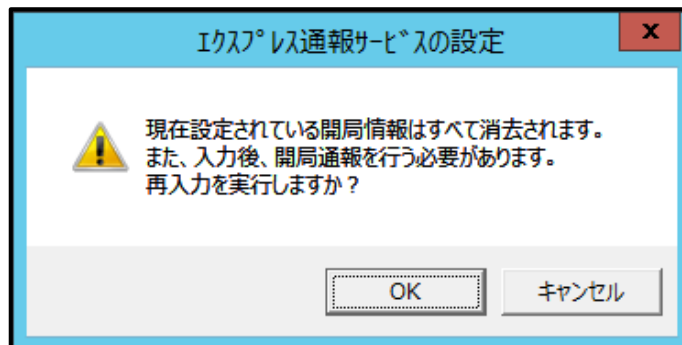 ｴｸｽﾌﾟﾚｽ通報ｻｰﾋﾞｽの設定
x
現在設定されている開局情報はすべて消去されます。
また、入力後、開局通報を行う必要があります。
再入力を実行しますか？
OK
キャンセル